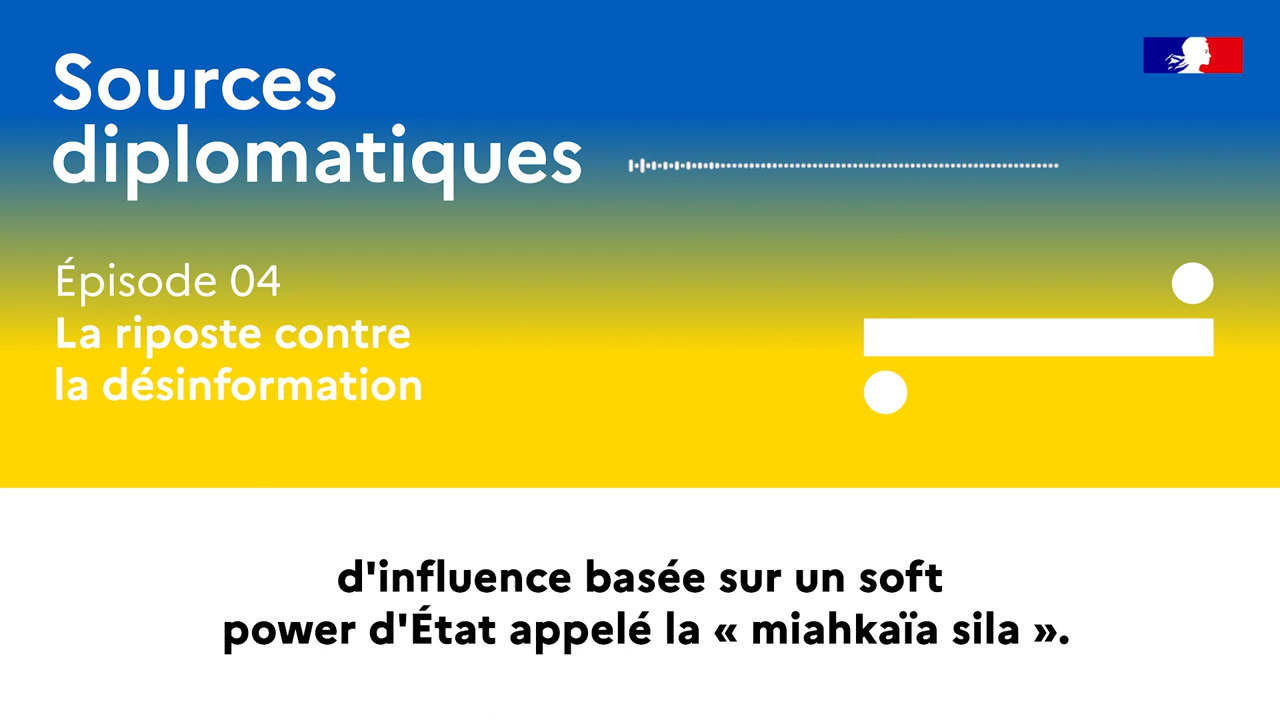 Sources
diplomatiques
Épisode 04
La riposte contre
la désinformation
d'influence basée sur un soft
power d'État appelé la « miahkaïa sila ».